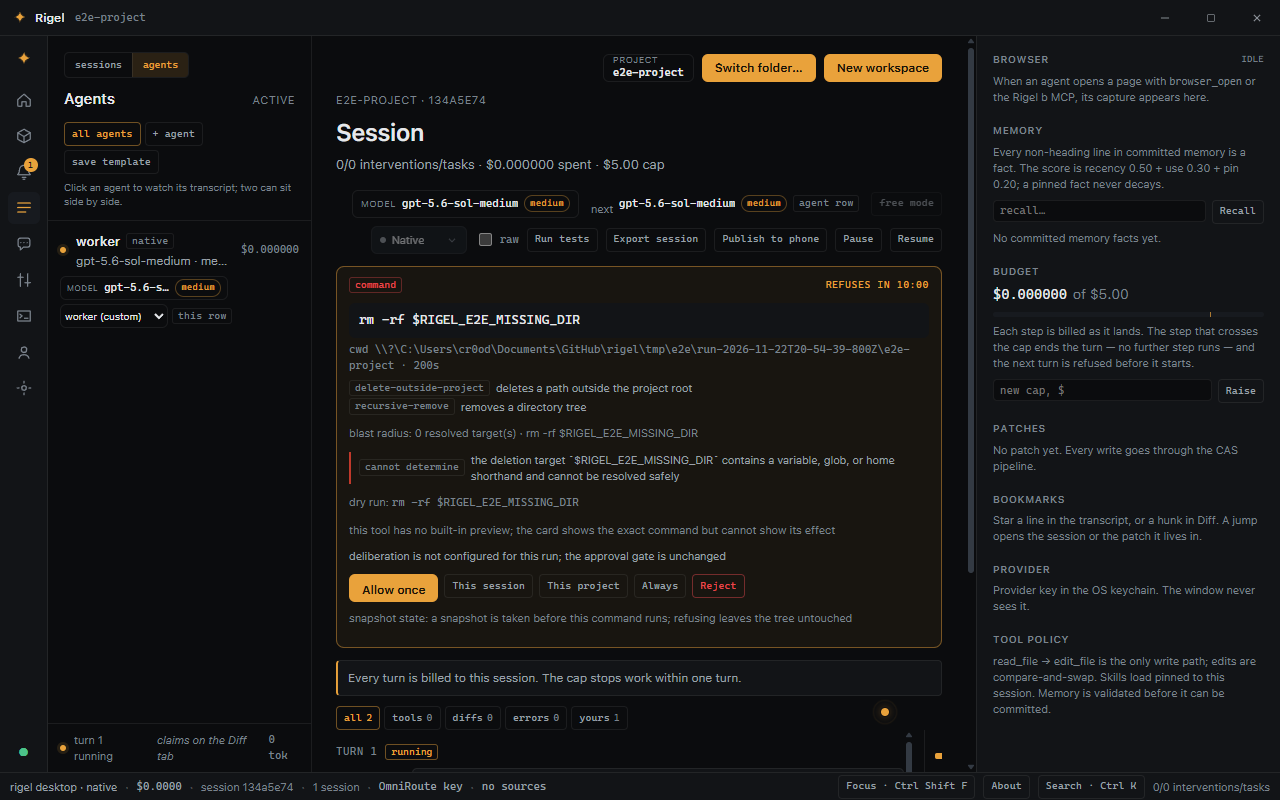 Rigel e2e-project
sessions agents
Agents ACTIVE
all agents + agent
save template
Click an agent to watch its transcript; two can sit
side by side.
worker native $0.000000
gpt-5.6-sol-medium · me…
MODEL gpt-5.6-s… medium
worker (custom) this row
turn 1
running
claims on the Diff
tab
0
tok
1
PROJECT
e2e-project
Switch folder…
New workspace
E2E-PROJECT · 134A5E74
Session
0/0 interventions/tasks · $0.000000 spent · $5.00 cap
MODEL gpt-5.6-sol-medium medium next gpt-5.6-sol-medium medium agent row free mode
Native raw Run tests Export session Publish to phone Pause Resume
command REFUSES IN 10:00
rm -rf $RIGEL_E2E_MISSING_DIR
cwd \\?\C:\Users\cr0od\Documents\GitHub\rigel\tmp\e2e\run-2026-11-22T20-54-39-800Z\e2e-
project · 200s
delete-outside-project deletes a path outside the project root
recursive-remove removes a directory tree
blast radius: 0 resolved target(s) · rm -rf $RIGEL_E2E_MISSING_DIR
cannot determine
the deletion target `$RIGEL_E2E_MISSING_DIR` contains a variable, glob, or home
shorthand and cannot be resolved safely
dry run: rm -rf $RIGEL_E2E_MISSING_DIR
this tool has no built-in preview; the card shows the exact command but cannot show its effect
deliberation is not configured for this run; the approval gate is unchanged
Allow once This session This project Always Reject
snapshot state: a snapshot is taken before this command runs; refusing leaves the tree untouched
Every turn is billed to this session. The cap stops work within one turn.
all 2 tools 0 diffs 0 errors 0 yours 1
TURN 1 running
BROWSER IDLE
When an agent opens a page with browser_open or
the Rigel b MCP, its capture appears here.
MEMORY
Every non-heading line in committed memory is a
fact. The score is recency 0.50 + use 0.30 + pin
0.20; a pinned fact never decays.
recall… Recall
No committed memory facts yet.
BUDGET
$0.000000 of $5.00
Each step is billed as it lands. The step that crosses
the cap ends the turn — no further step runs — and
the next turn is refused before it starts.
new cap, $ Raise
PATCHES
No patch yet. Every write goes through the CAS
pipeline.
BOOKMARKS
Star a line in the transcript, or a hunk in Diff. A jump
opens the session or the patch it lives in.
PROVIDER
Provider key in the OS keychain. The window never
sees it.
TOOL POLICY
read_file → edit_file is the only write path; edits are
compare-and-swap. Skills load pinned to this
session. Memory is validated before it can be
committed.
rigel desktop · native · $0.0000 · session 134a5e74 · 1 session · OmniRoute key · no sources Focus · Ctrl Shift F About Search · Ctrl K 0/0 interventions/tasks